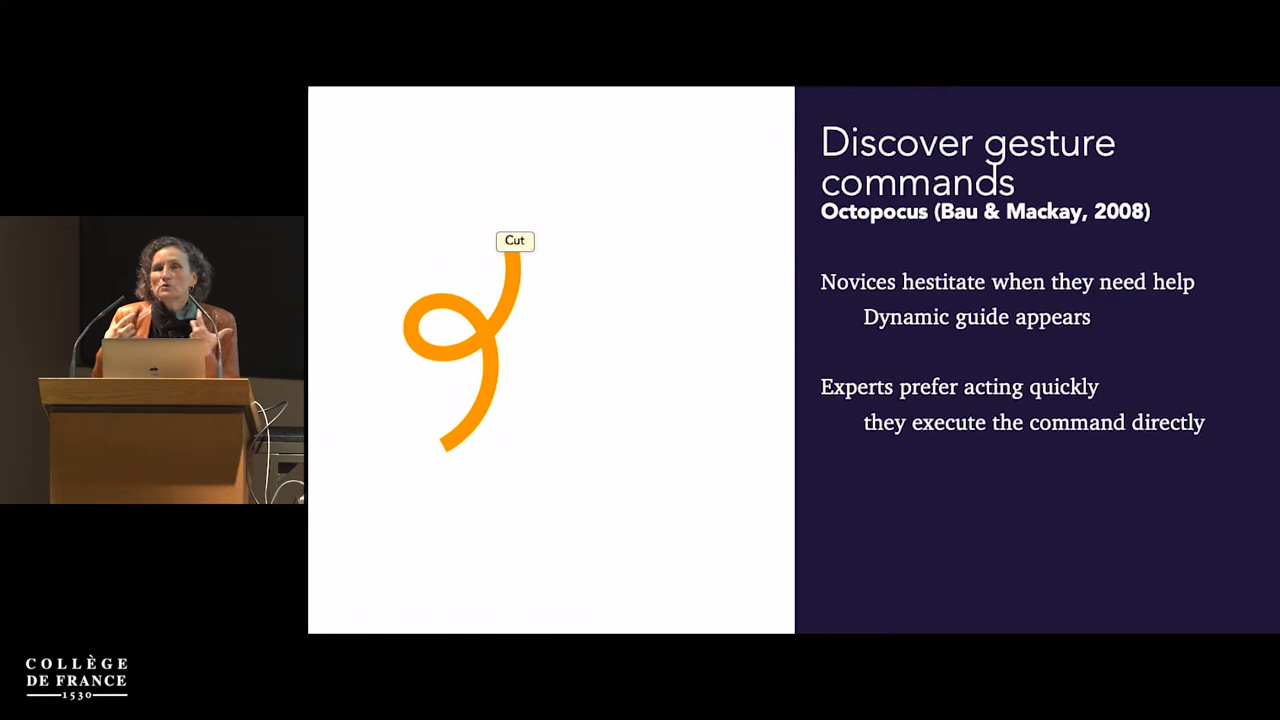 Cut
Discover gesture
commands
Octopocus (Bau & Mackay, 2008)
Novices hestitate when they need help
Dynamic guide appears
Experts prefer acting quickly
they execute the command directly
COLLÈGE
DE FRANCE
1530